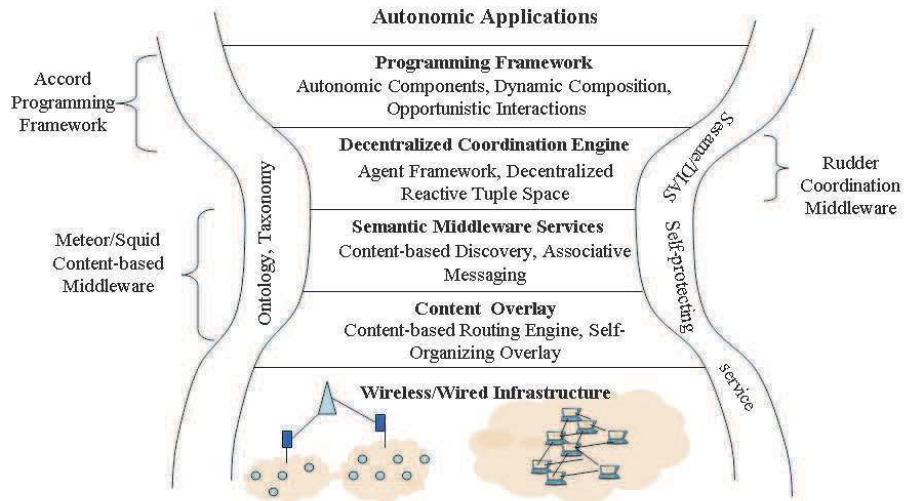 Autonomic Applications
Accord
Programming
Framework
Programming Framework
Autonomic Components, Dynamic Composition,
Opportunistic Interactions
Decentralized Coordination Engine
Agent Framework, Decentralized
Reactive Tuple Space
Rudder
Coordination
Middleware
Meteor/Squid
Content-based
Middleware
Semantic Middleware Services
Content-based Discovery, Associative
Messaging
Content Overlay
Content-based Routing Engine, Self-
Organizing Overlay
Wireless/Wired Infrastructure
Ontology, Taxonomy
Sesame/DIAS
Self-protecting
service